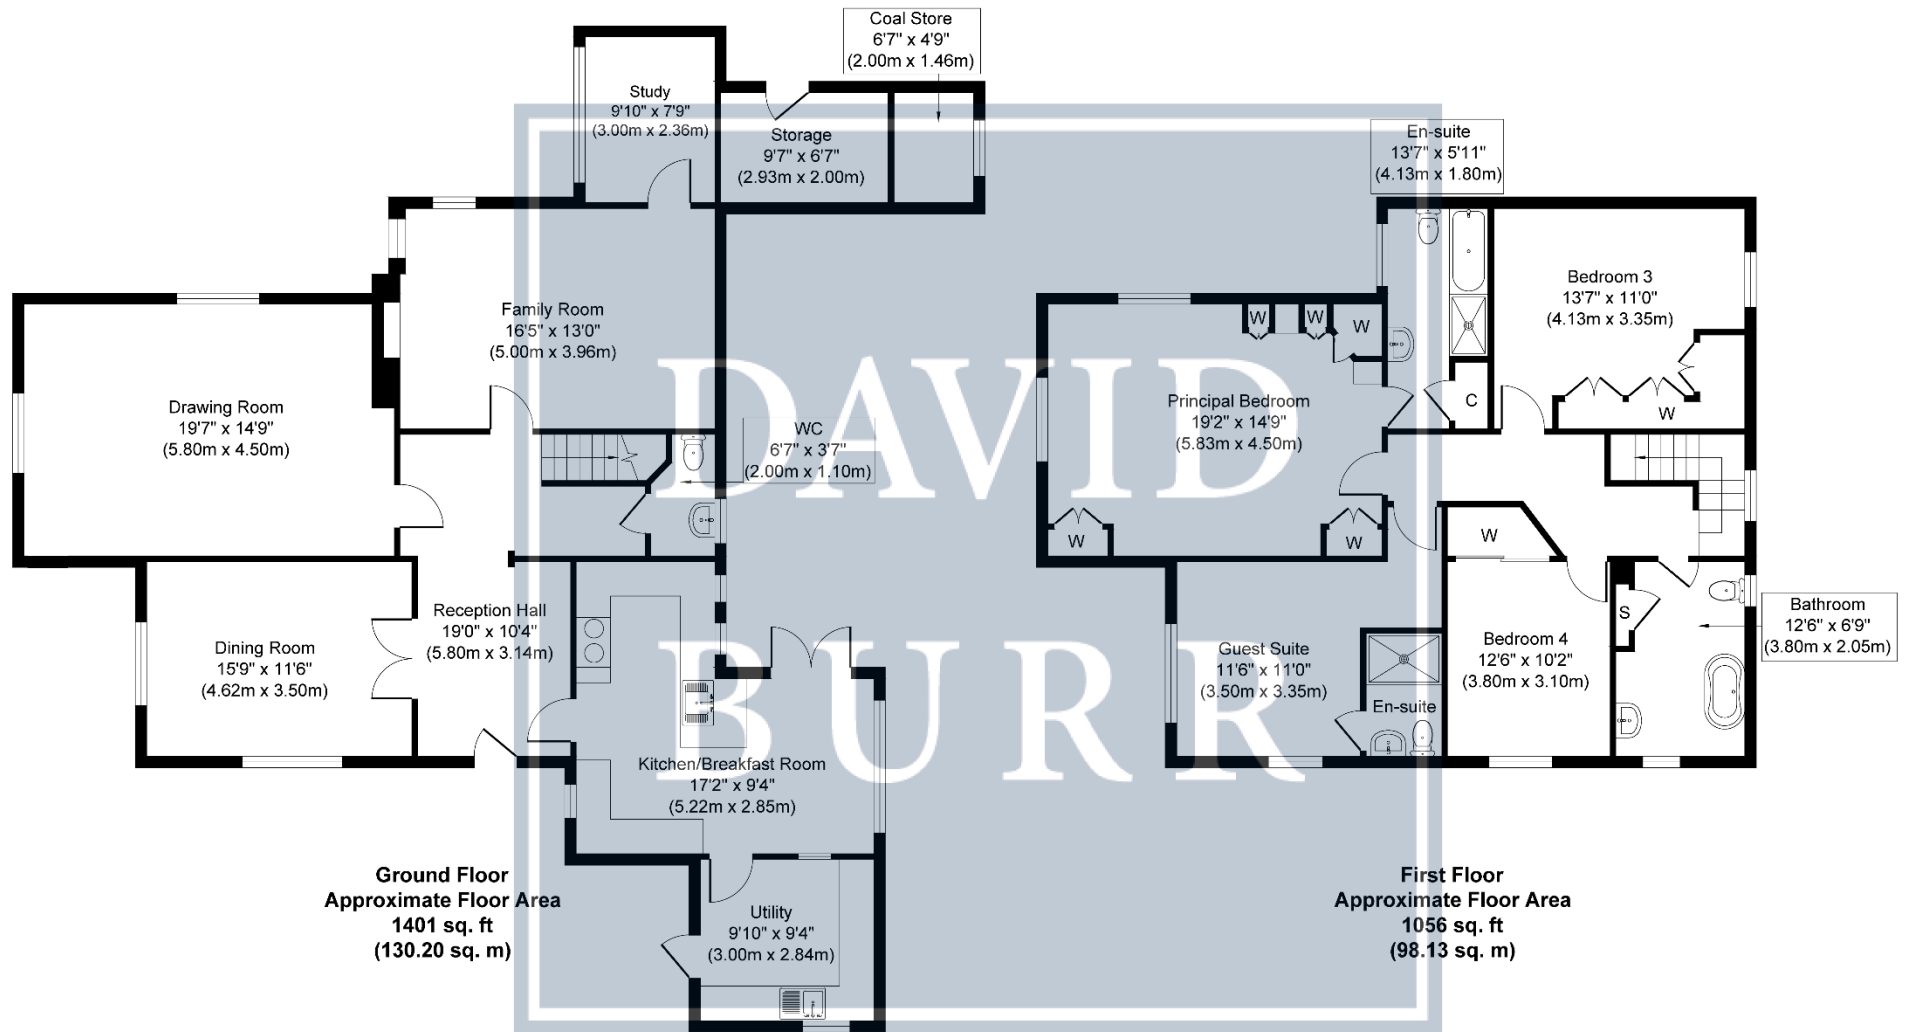 Coal Store
6'7" x 4'9"
(2.00m x 1.46m)
Study
9'10" x 7'9"
(3.00m x 2.36m)
Storage
9'7" x 6'7"
(2.93m x 2.00m)
Family Room
16'5" x 13'0"
(5.00m x 3.96m)
Drawing Room
19'7" x 14'9"
(5.80m x 4.50m)
WC
6'7" x 3'7"
(2.00m x 1.10m)
Reception Hall
19'0" x 10'4"
(5.80m x 3.14m)
Dining Room
15'9" x 11'6"
(4.62m x 3.50m)
Kitchen/Breakfast Room
17'2" x 9'4"
(5.22m x 2.85m)
Utility
9'10" x 9'4"
(3.00m x 2.84m)
Ground Floor
Approximate Floor Area
1401 sq. ft
(130.20 sq. m)
DAVID
BURR
En-suite
13'7" x 5'11"
(4.13m x 1.80m)
Bedroom 3
13'7" x 11'0"
(4.13m x 3.35m)
W
W
W
W
C
Principal Bedroom
19'2" x 14'9"
(5.83m x 4.50m)
W
W
W
S
Bathroom
12'6" x 6'9"
(3.80m x 2.05m)
Bedroom 4
12'6" x 10'2"
(3.80m x 3.10m)
Guest Suite
11'6" x 11'0"
(3.50m x 3.35m)
En-suite
First Floor
Approximate Floor Area
1056 sq. ft
(98.13 sq. m)